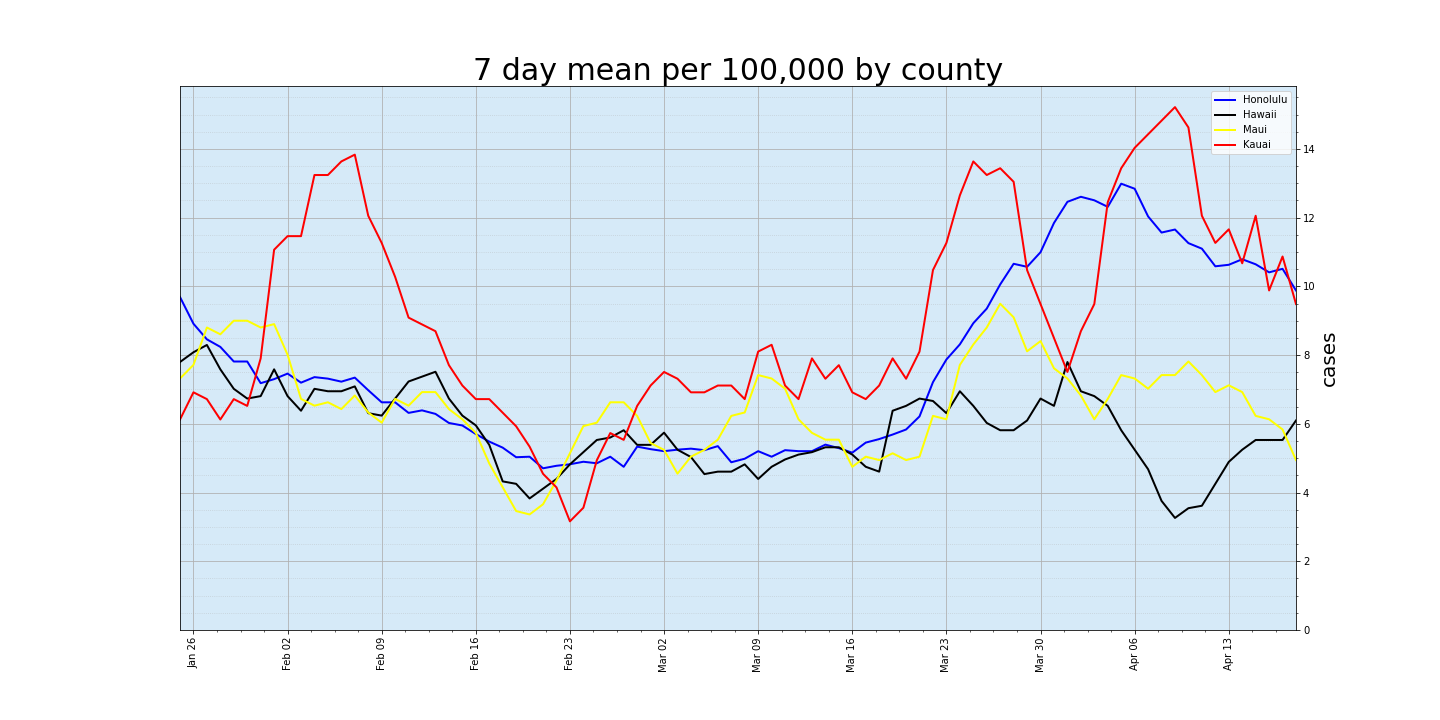 7 day mean per 100,000 by county
Honolulu
Hawaii
Maui
Kauai
14
12
10
8
6
4
2
0
cases
Jan 26
Feb 02
Feb 09
Feb 16
Feb 23
Mar 02
Mar 09
Mar 16
Mar 23
Mar 30
Apr 06
Apr 13